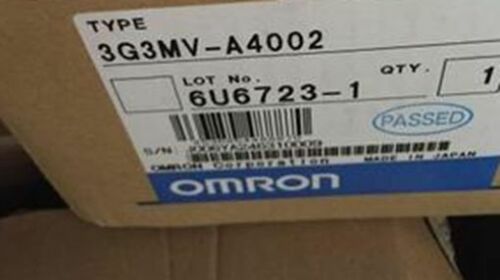 TYPE
3G3MV-A4002
LOT No. QTY. 1
6U6723-1
PASSED
S/N
OMRON Corporation MADE IN JAPAN
OMRON